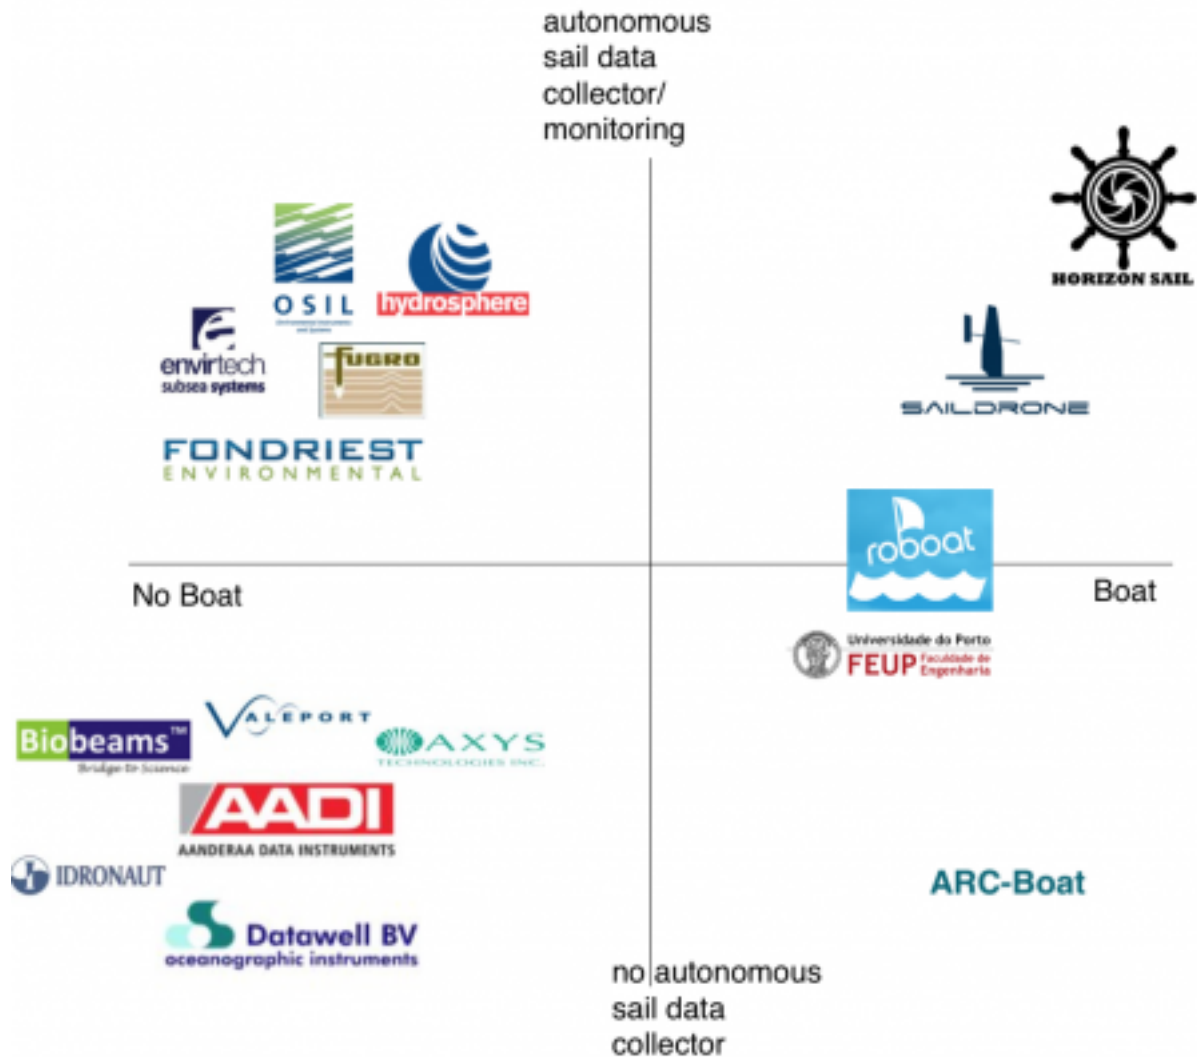 autonomous
sail data
collector/
monitoring
HORIZON SAIL
OSIL
hydrosphere
envirtech
subsea systems
FUGRO
SAILDRONE
FONDRIEST
ENVIRONMENTAL
roboat
No Boat
Boat
Universidade do Porto
FEUP Faculdade de
Engenharia
VALEPORT
Biobeams™
Bridge to Science
AXYS
TECHNOLOGIES INC.
AADI
AANDERAA DATA INSTRUMENTS
IDRONAUT
ARC-Boat
Datawell BV
oceanographic instruments
no autonomous
sail data
collector